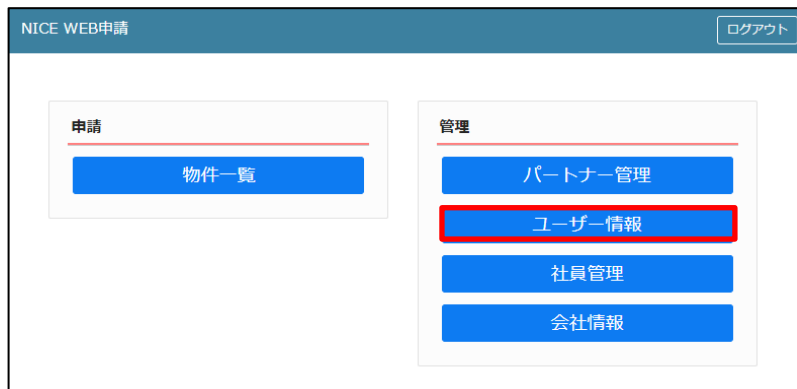 NICE WEB申請
ログアウト
申請
物件一覧
管理
パートナー管理
ユーザー情報
社員管理
会社情報